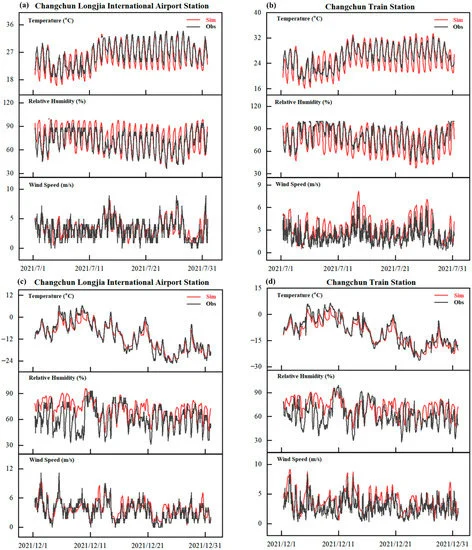 (a) Changchun Longjia International Airport Station
Temperature (°C)
Sim
Obs
36
30
24
18
Relative Humidity (%)
120
90
60
30
Wind Speed (m/s)
10
5
0
2021/7/1 2021/7/11 2021/7/21 2021/7/31
(b) Changchun Train Station
Temperature (°C)
Sim
Obs
40
32
24
16
Relative Humidity (%)
120
90
60
30
Wind Speed (m/s)
9
6
3
0
2021/7/1 2021/7/11 2021/7/21 2021/7/31
(c) Changchun Longjia International Airport Station
Temperature (°C)
Sim
Obs
12
0
-12
-24
Relative Humidity (%)
120
90
60
30
Wind Speed (m/s)
12
6
0
2021/12/1 2021/12/11 2021/12/21 2021/12/31
(d) Changchun Train Station
Temperature (°C)
Sim
Obs
15
0
-15
-30
Relative Humidity (%)
120
90
60
30
Wind Speed (m/s)
10
5
0
2021/12/1 2021/12/11 2021/12/21 2021/12/31